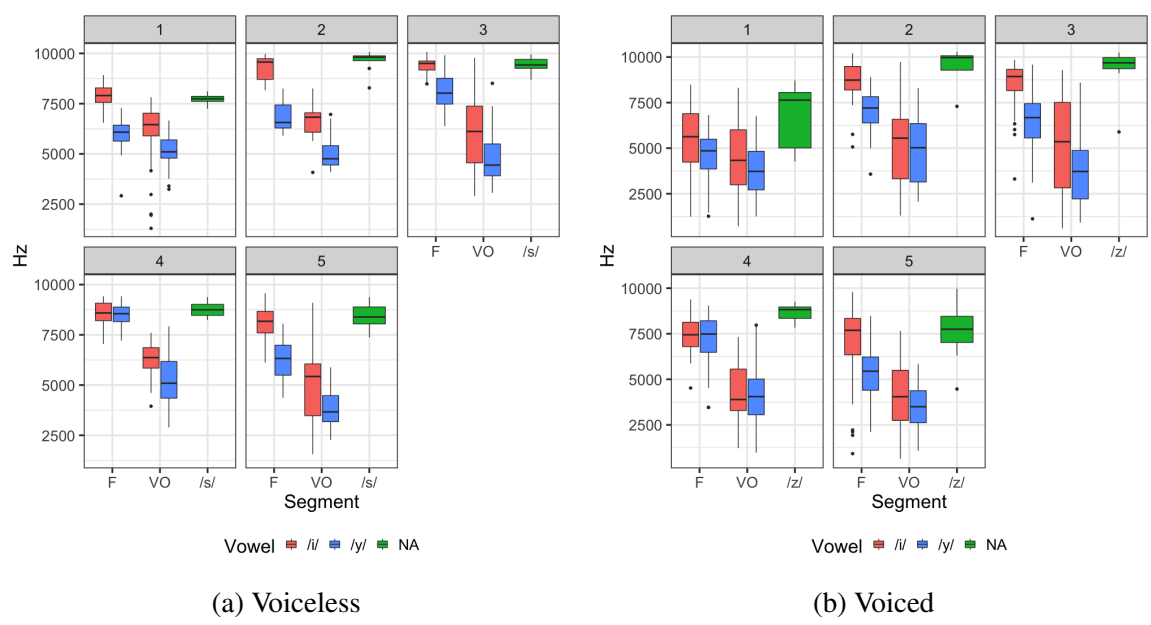 1 2 3
10000
7500
5000
2500
F VO /s/
4 5
10000
7500
5000
2500
F VO /s/ F VO /s/
Hz
Segment
Vowel /i/ /y/ NA
(a) Voiceless
1 2 3
10000
7500
5000
2500
F VO /z/
4 5
10000
7500
5000
2500
F VO /z/ F VO /z/
Hz
Segment
Vowel /i/ /y/ NA
(b) Voiced